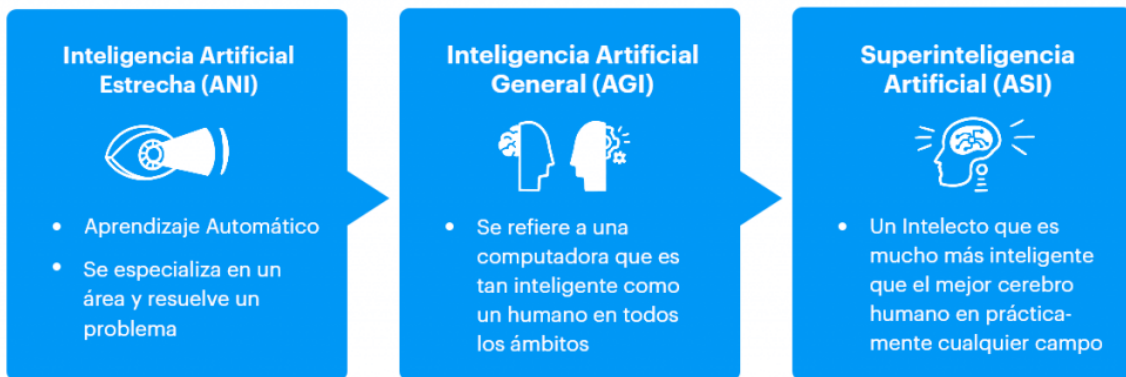 Inteligencia Artificial
Estrecha (ANI)
• Aprendizaje Automático
• Se especializa en un
área y resuelve un
problema
Inteligencia Artificial
General (AGI)
• Se refiere a una
computadora que es
tan inteligente como
un humano en todos
los ámbitos
Superinteligencia
Artificial (ASI)
• Un Intelecto que es
mucho más inteligente
que el mejor cerebro
humano en práctica-
mente cualquier campo